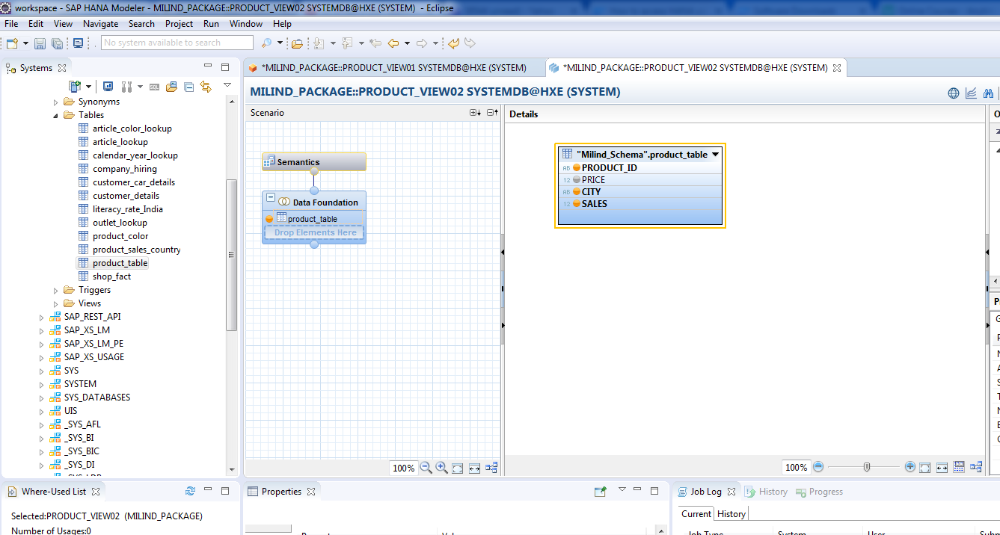 workspace - SAP HANA Modeler - MILIND_PACKAGE::PRODUCT_VIEW02 SYSTEMDB@HXE (SYSTEM) - Eclipse
File Edit View Navigate Search Project Run Window Help
No system available to search
Systems
*MILIND_PACKAGE::PRODUCT_VIEW01 SYSTEMDB@HXE (SYSTEM)
*MILIND_PACKAGE::PRODUCT_VIEW02 SYSTEMDB@HXE (SYSTEM)
SQL
MILIND_PACKAGE::PRODUCT_VIEW02 SYSTEMDB@HXE (SYSTEM)
Scenario
Details
Synonyms
Tables
article_color_lookup
article_lookup
calendar_year_lookup
company_hiring
customer_car_details
customer_details
literacy_rate_India
outlet_lookup
product_color
product_sales_country
product_table
shop_fact
Triggers
Views
SAP_REST_API
SAP_XS_LM
SAP_XS_LM_PE
SAP_XS_USAGE
SYS
SYSTEM
SYS_DATABASES
UIS
_SYS_AFL
_SYS_BI
_SYS_BIC
_SYS_DI
Semantics
Data Foundation
product_table
Drop Elements Here
"Milind_Schema".product_table
AB PRODUCT_ID
12 PRICE
AB CITY
12 SALES
100%
100%
Where-Used List
Selected:PRODUCT_VIEW02 (MILIND_PACKAGE)
Number of Usages:0
Properties
Job Log
History
Progress
Current
History
Job Type System User